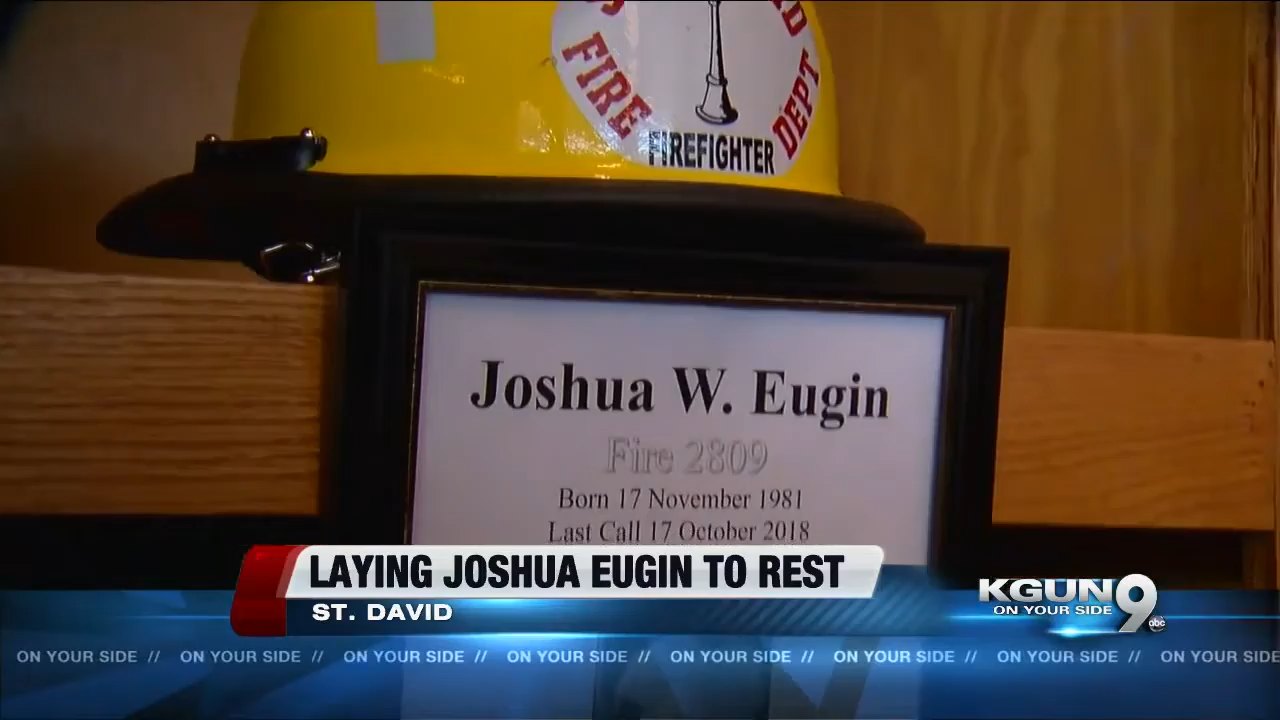 FIRE
DEPT
FIREFIGHTER
Joshua W. Eugin
Fire 2809
Born 17 November 1981
Last Call 17 October 2018
LAYING JOSHUA EUGIN TO REST
ST. DAVID
KGUN9
ON YOUR SIDE
abc
ON YOUR SIDE // ON YOUR SIDE // ON YOUR SIDE // ON YOUR SIDE // ON YOUR SIDE // ON YOUR SIDE // ON YOUR SIDE // ON YOUR SIDE